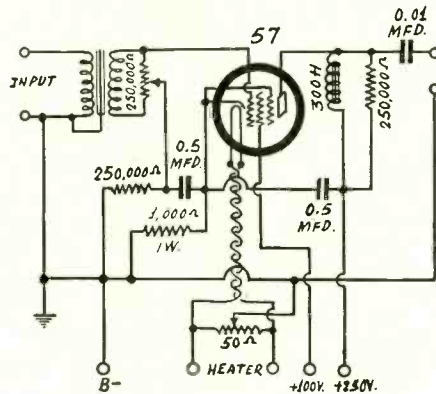 57
0.01
MFD.
INPUT
250,000Ω
300H
250,000Ω
0.5
MFD.
250,000Ω
1,000Ω
1W.
0.5
MFD.
50Ω
B-
HEATER
+100V.
+250V.